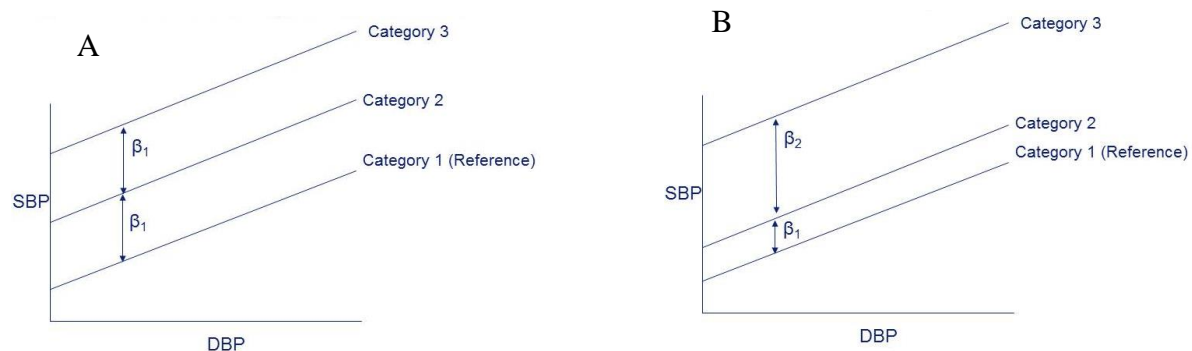 A
Category 3
Category 2
β₁
Category 1 (Reference)
SBP
β₁
DBP
B
Category 3
Category 2
β₂
Category 1 (Reference)
SBP
β₁
DBP